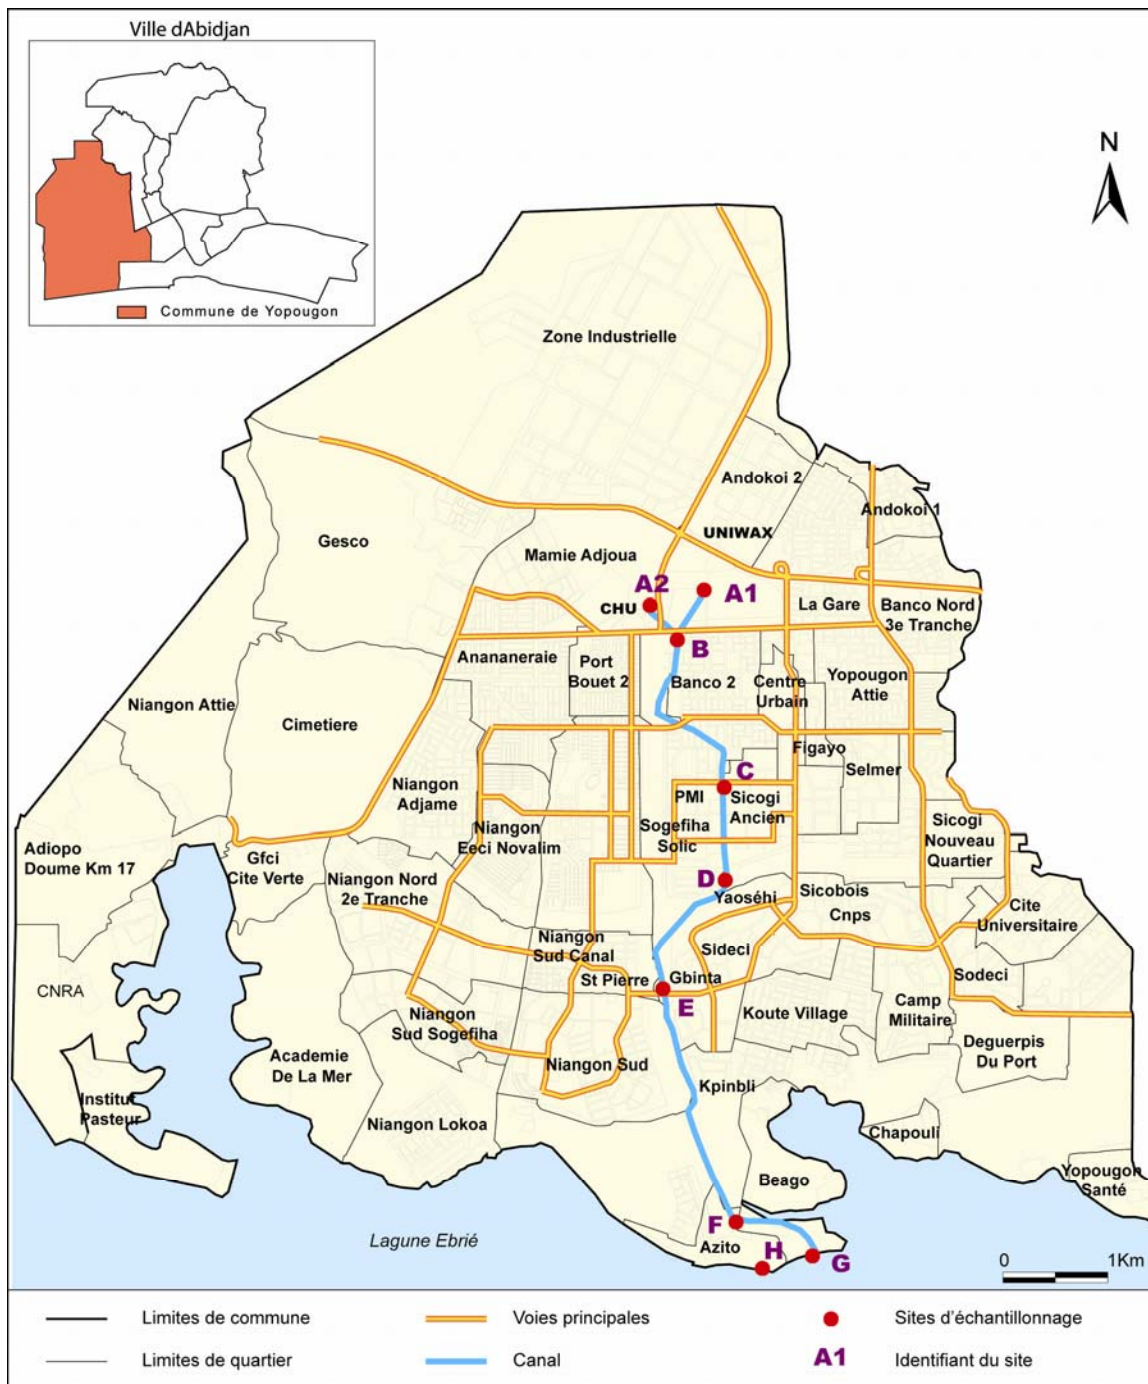 Ville dAbidjan
Commune de Yopougon
N
Zone Industrielle
Andokoi 2
Andokoi 1
UNIWAX
Gesco
Mamie Adjoua
A2
A1
CHU
La Gare
Banco Nord
3e Tranche
B
Anananeraie
Port
Bouet 2
Banco 2
Centre
Urbain
Yopougon
Attie
Niangon Attie
Cimetiere
Figayo
Selmer
C
Niangon
Adjame
PMI
Sicogi
Ancien
Niangon
Eeci Novalim
Sogefiha
Solic
Sicogi
Nouveau
Quartier
Adiopo
Doume Km 17
Gfci
Cite Verte
Niangon Nord
2e Tranche
D
Yaoséhi
Sicobois
Cnps
Cite
Universitaire
Niangon
Sud Canal
Sideci
Sodeci
St Pierre
Gbinta
CNRA
E
Koute Village
Camp
Militaire
Niangon
Sud Sogefiha
Deguerpis
Du Port
Academie
De La Mer
Niangon Sud
Kpinbli
Institut
Pasteur
Niangon Lokoa
Chapouli
Beago
Yopougon
Santé
F
Lagune Ebrié
Azito
H
G
0 1Km
Limites de commune
Voies principales
Sites d'échantillonnage
Limites de quartier
Canal
A1
Identifiant du site